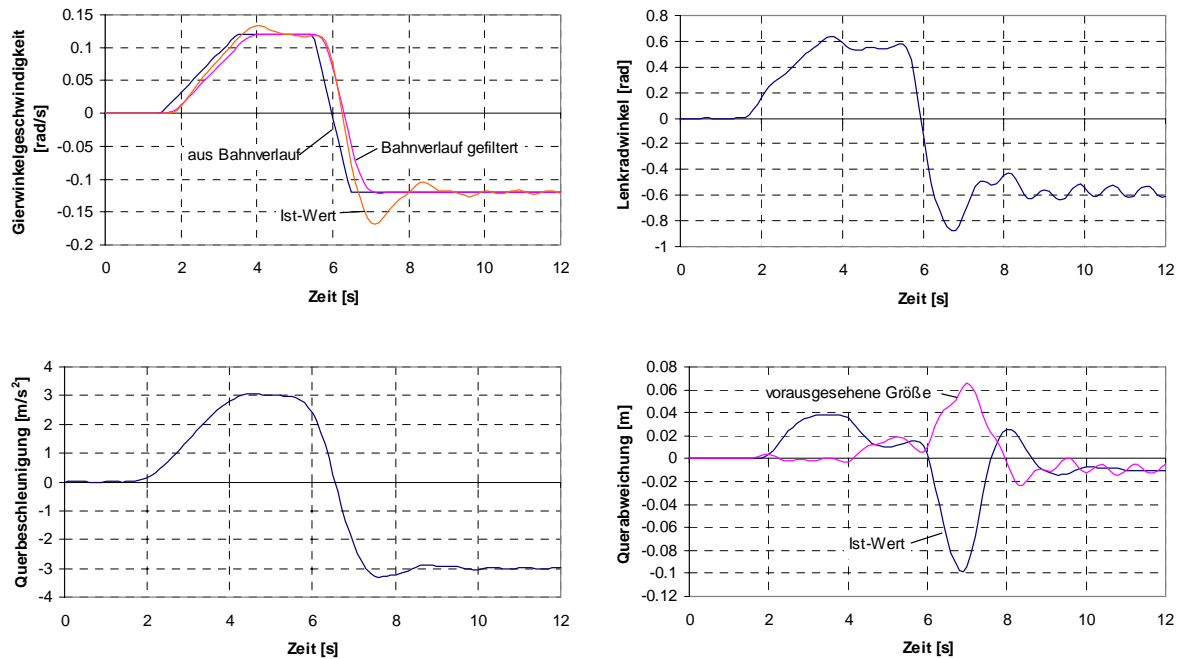 Gierwinkelgeschwindigkeit
[rad/s]
0.15
0.1
0.05
0
-0.05
-0.1
-0.15
-0.2
aus Bahnverlauf
Bahnverlauf gefiltert
Ist-Wert
0 2 4 6 8 10 12
Zeit [s]
Lenkradwinkel [rad]
0.8
0.6
0.4
0.2
0
-0.2
-0.4
-0.6
-0.8
-1
0 2 4 6 8 10 12
Zeit [s]
Querbeschleunigung [m/s²]
4
3
2
1
0
-1
-2
-3
-4
0 2 4 6 8 10 12
Zeit [s]
Querabweichung [m]
0.08
0.06
0.04
0.02
0
-0.02
-0.04
-0.06
-0.08
-0.1
-0.12
vorausgesehene Größe
Ist-Wert
0 2 4 6 8 10 12
Zeit [s]